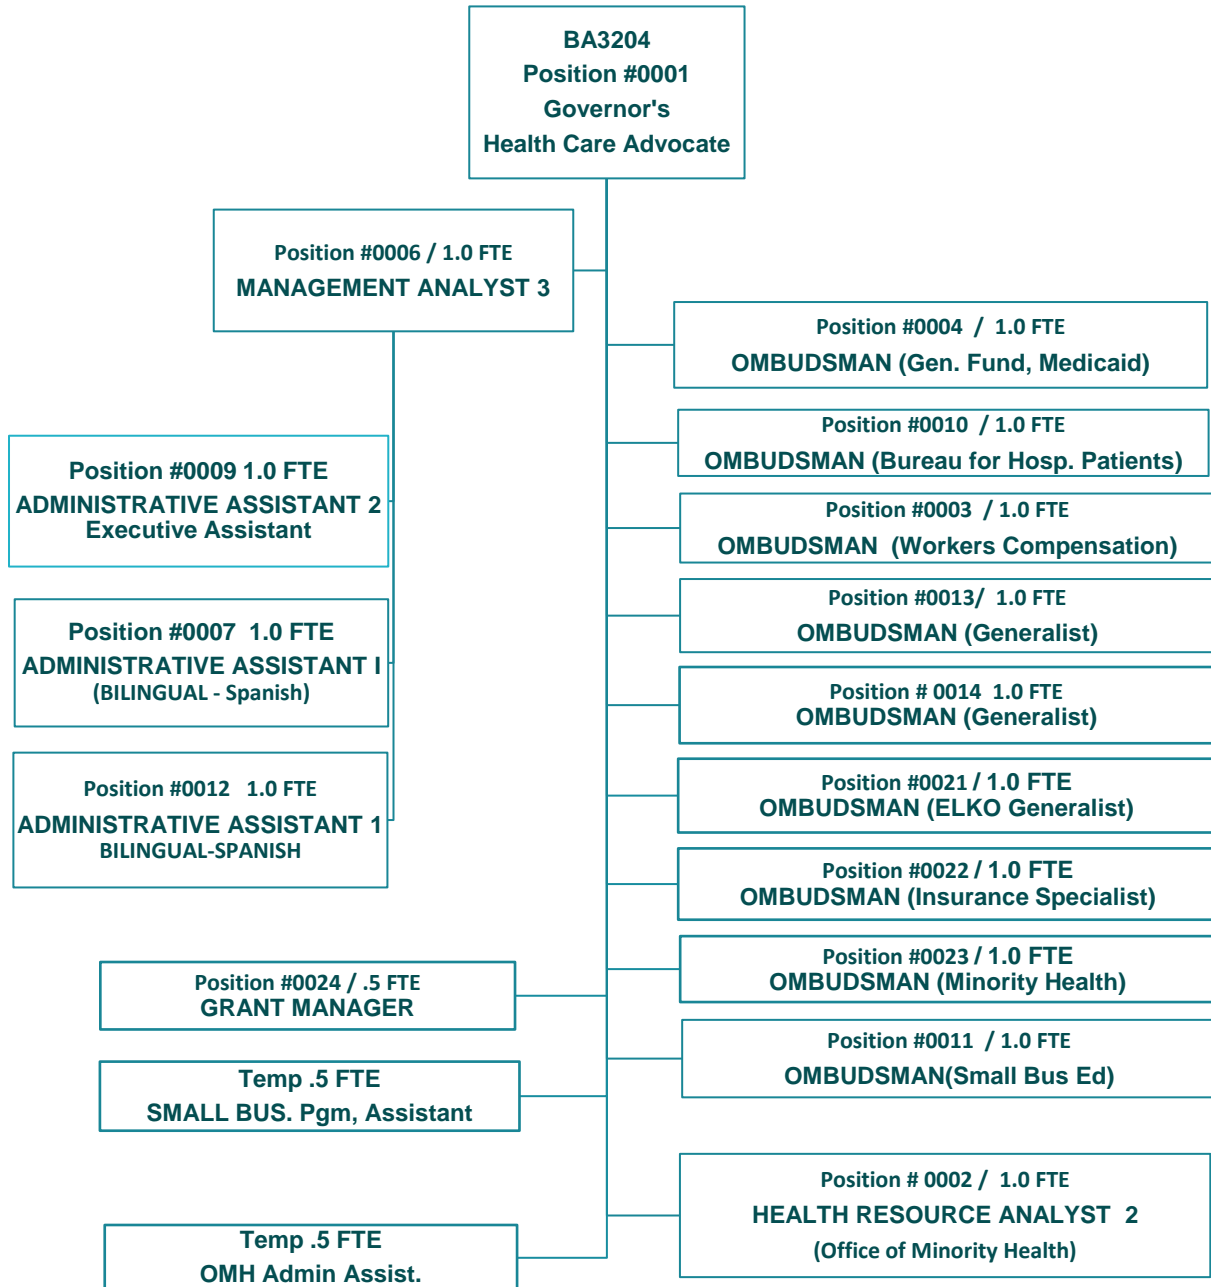 BA3204
Position #0001
Governor's
Health Care Advocate
Position #0006 / 1.0 FTE
MANAGEMENT ANALYST 3
Position #0009 1.0 FTE
ADMINISTRATIVE ASSISTANT 2
Executive Assistant
Position #0007 1.0 FTE
ADMINISTRATIVE ASSISTANT I
(BILINGUAL - Spanish)
Position #0012 1.0 FTE
ADMINISTRATIVE ASSISTANT 1
BILINGUAL-SPANISH
Position #0024 / .5 FTE
GRANT MANAGER
Temp .5 FTE
SMALL BUS. Pgm, Assistant
Temp .5 FTE
OMH Admin Assist.
Position #0004 / 1.0 FTE
OMBUDSMAN (Gen. Fund, Medicaid)
Position #0010 / 1.0 FTE
OMBUDSMAN (Bureau for Hosp. Patients)
Position #0003 / 1.0 FTE
OMBUDSMAN (Workers Compensation)
Position #0013/ 1.0 FTE
OMBUDSMAN (Generalist)
Position # 0014 1.0 FTE
OMBUDSMAN (Generalist)
Position #0021 / 1.0 FTE
OMBUDSMAN (ELKO Generalist)
Position #0022 / 1.0 FTE
OMBUDSMAN (Insurance Specialist)
Position #0023 / 1.0 FTE
OMBUDSMAN (Minority Health)
Position #0011 / 1.0 FTE
OMBUDSMAN(Small Bus Ed)
Position # 0002 / 1.0 FTE
HEALTH RESOURCE ANALYST 2
(Office of Minority Health)